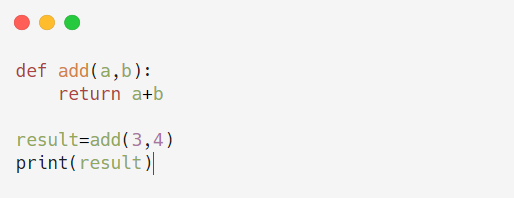 def add(a,b):
    return a+b

result=add(3,4)
print(result)